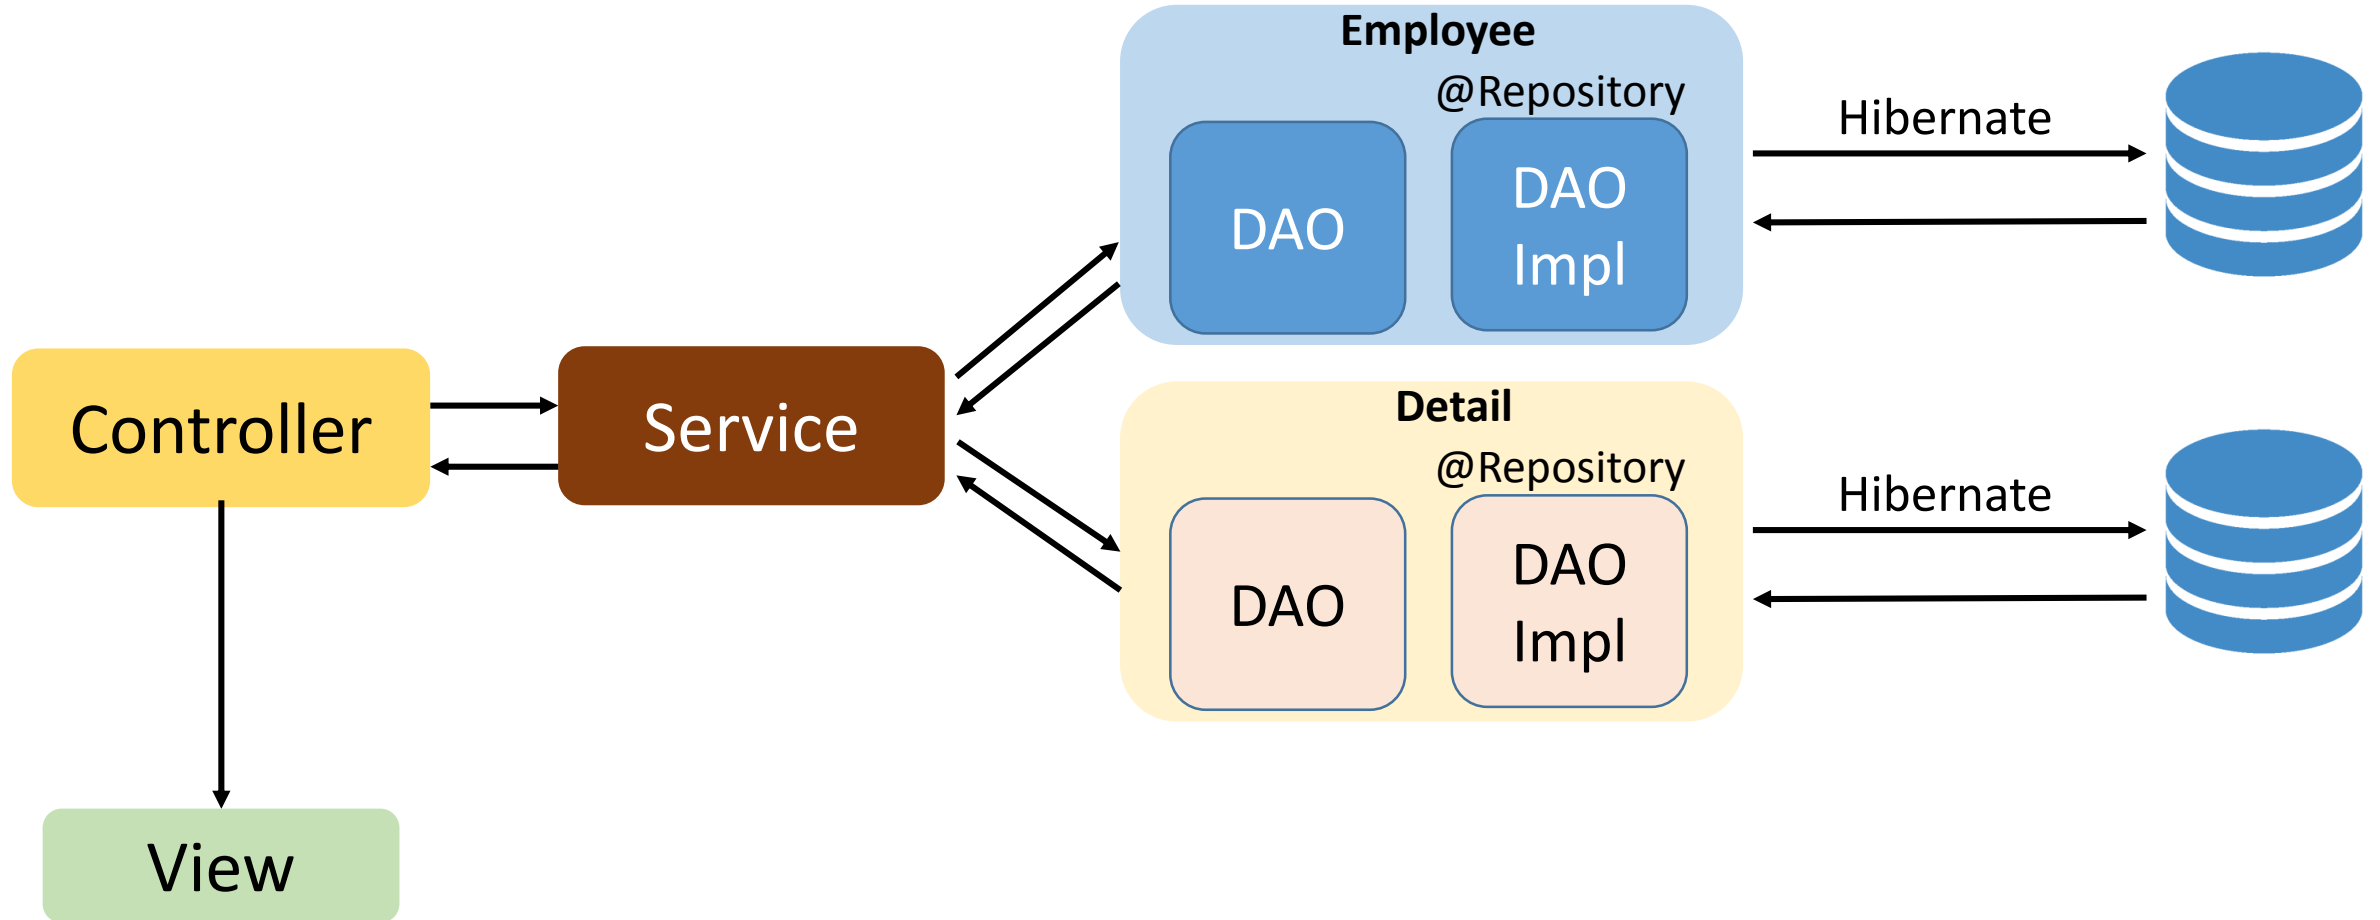 Employee
@Repository
DAO
DAO
Impl
Hibernate
Controller
Service
Detail
@Repository
DAO
DAO
Impl
Hibernate
View